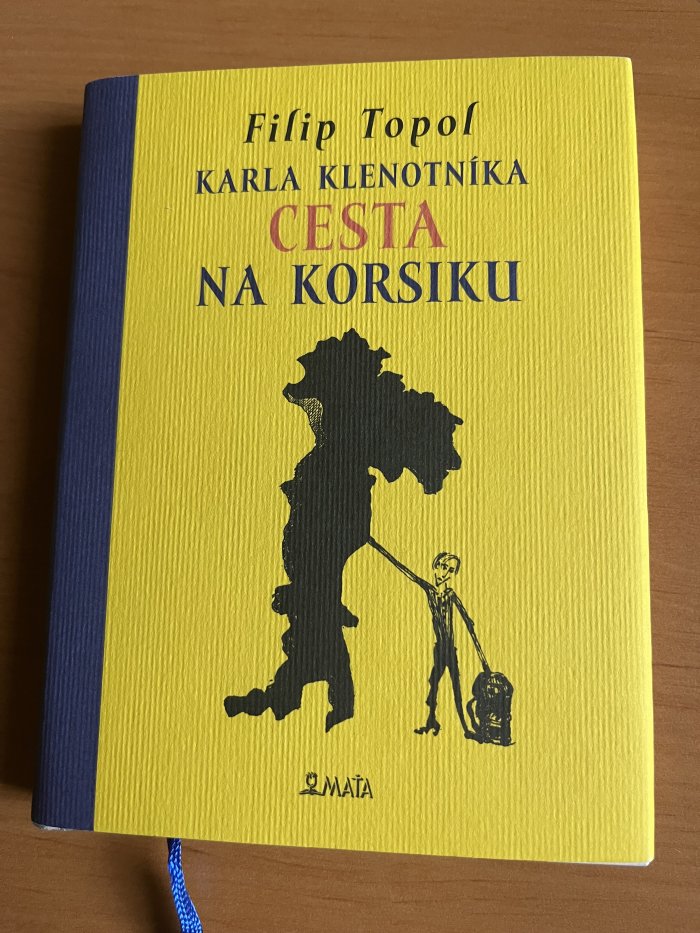 Filip Topol
KARLA KLENOTNÍKA
CESTA
NA KORSIKU
MAŤA